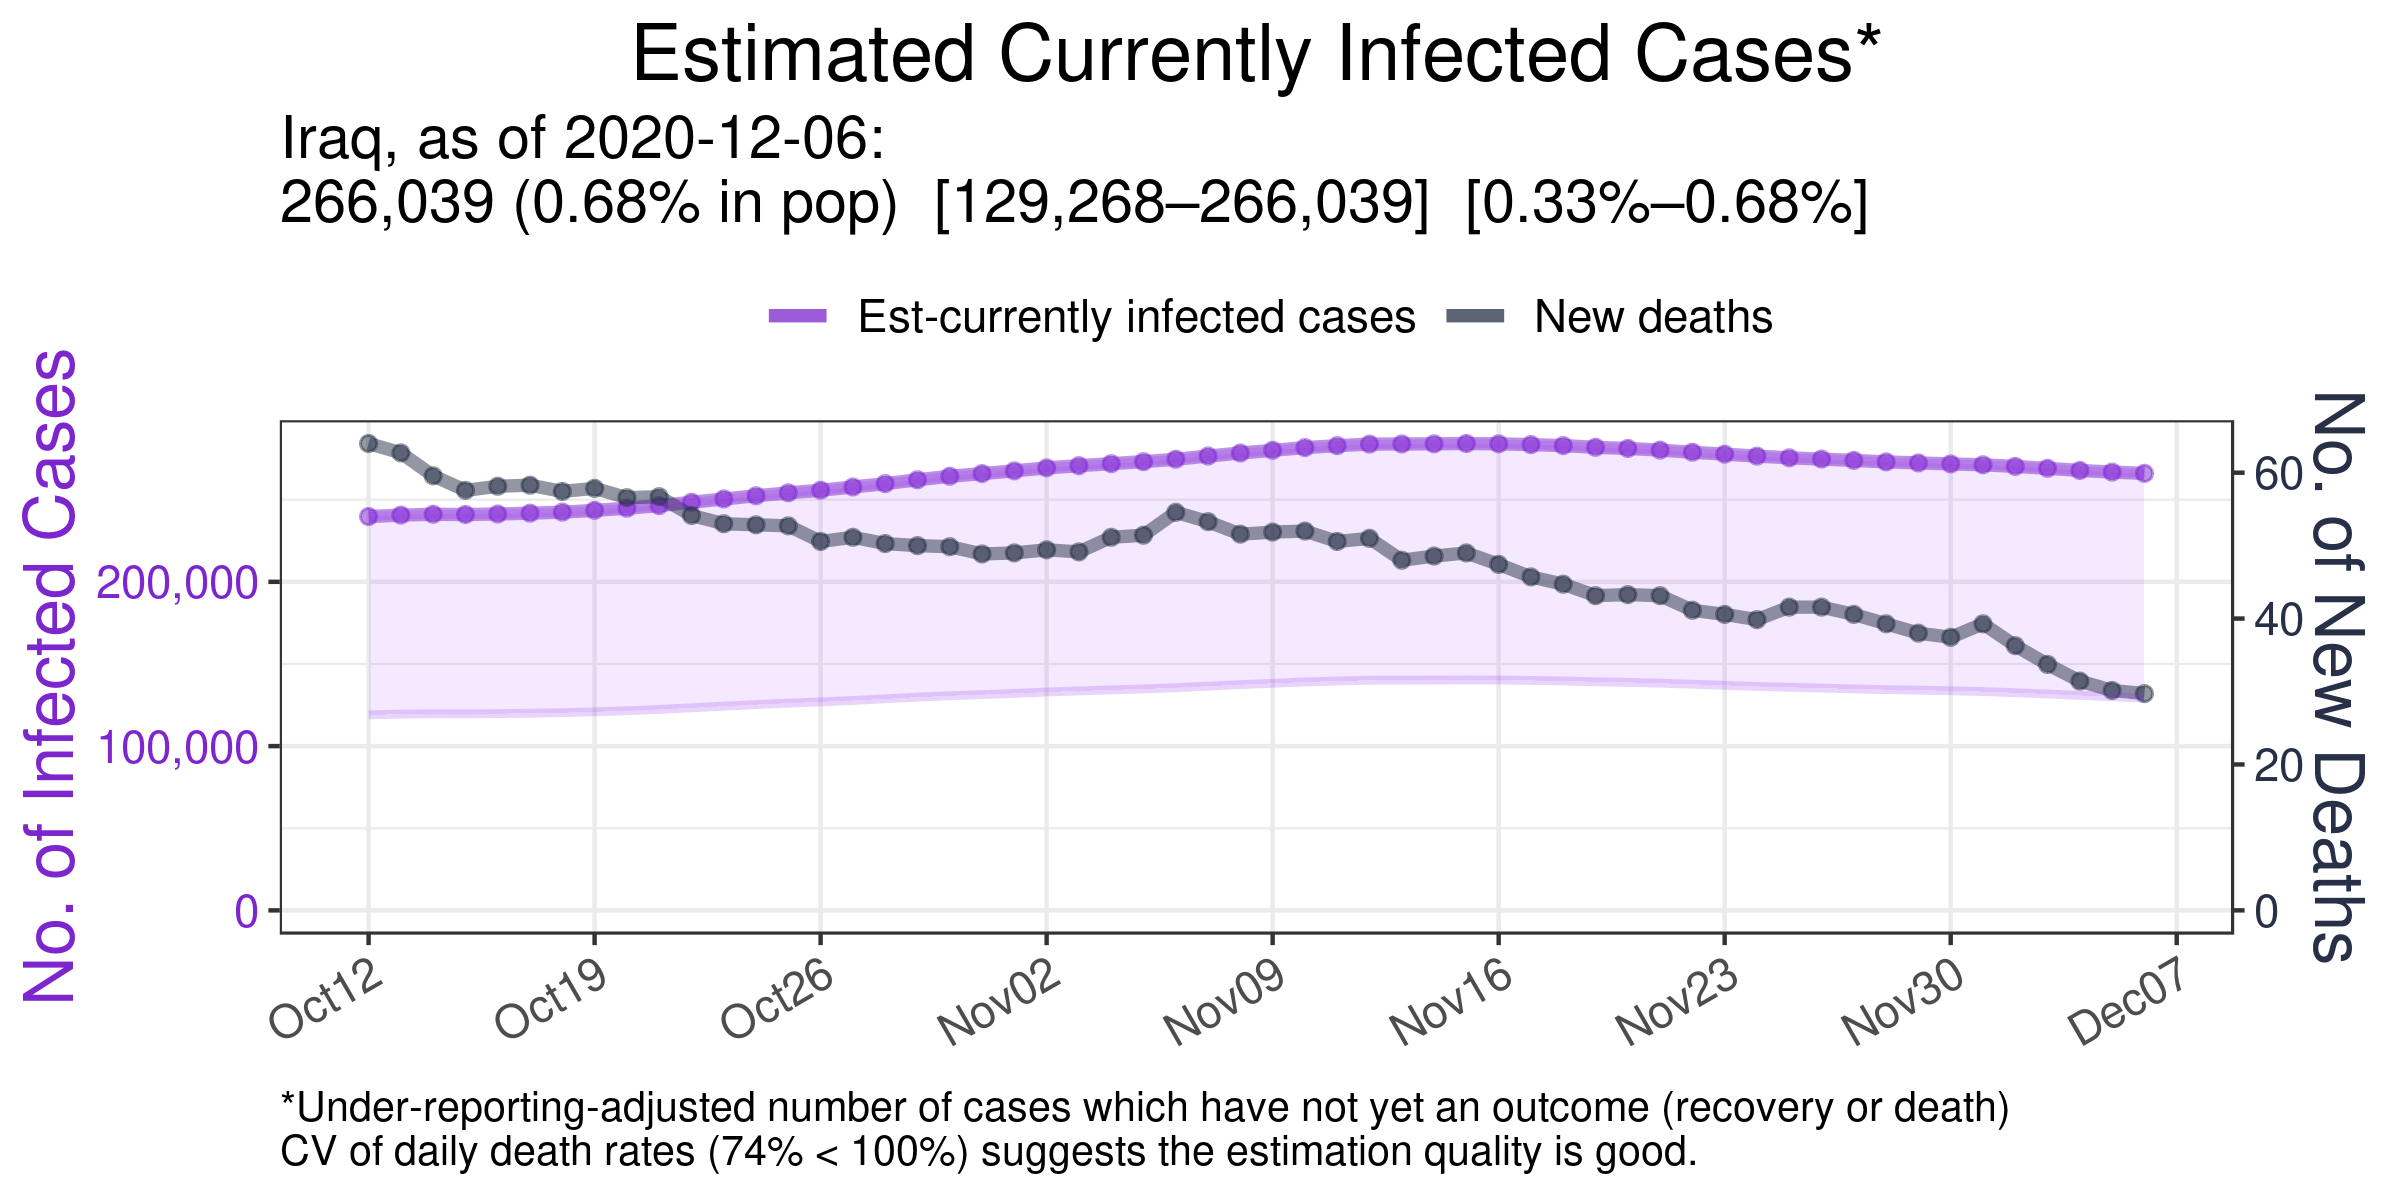 Estimated Currently Infected Cases*
Iraq, as of 2020-12-06:
266,039 (0.68% in pop)  [129,268–266,039]  [0.33%–0.68%]
Est-currently infected cases
New deaths
No. of Infected Cases
200,000
100,000
0
60
40
20
0
No. of New Deaths
Oct12
Oct19
Oct26
Nov02
Nov09
Nov16
Nov23
Nov30
Dec07
*Under-reporting-adjusted number of cases which have not yet an outcome (recovery or death)
CV of daily death rates (74% < 100%) suggests the estimation quality is good.